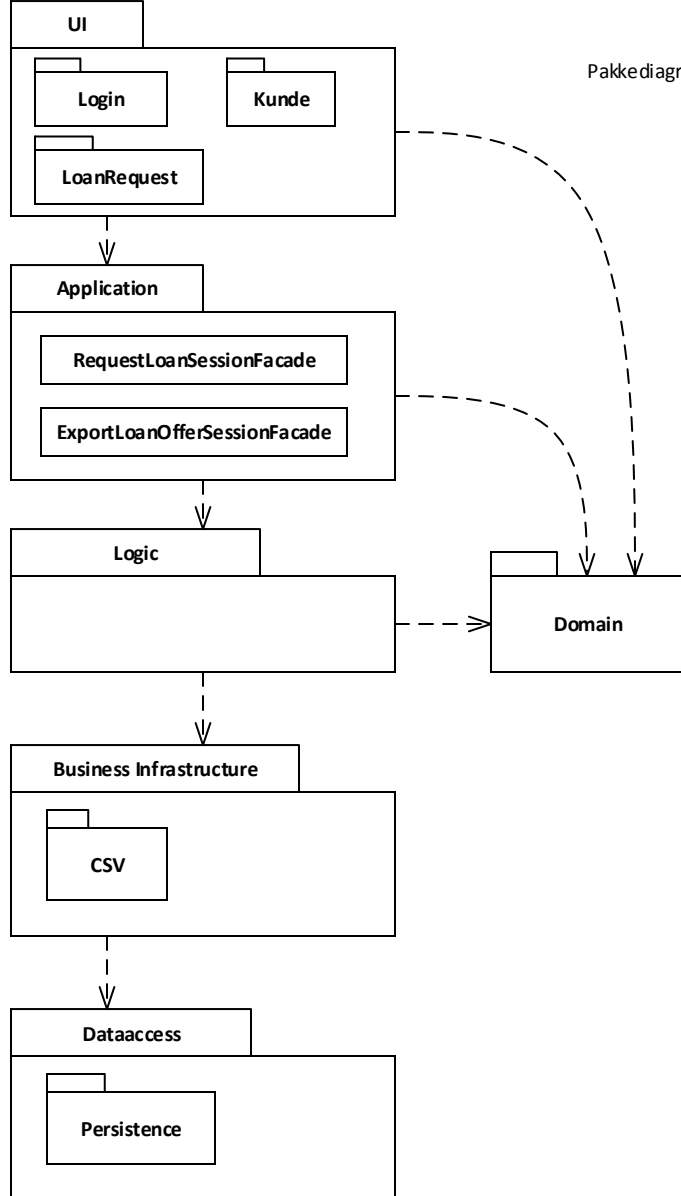 UI
Pakkediagr
Login
Kunde
LoanRequest
Application
RequestLoanSessionFacade
ExportLoanOfferSessionFacade
Logic
Domain
Business Infrastructure
CSV
Dataaccess
Persistence